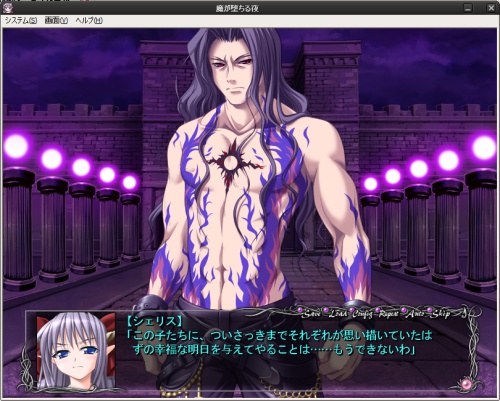 魔が堕ちる夜
システム(S) 画面(V) ヘルプ(H)
Save Load Config Repeat Auto Skip
【シェリス】
「この子たちに、ついさっきまでそれぞれが思い描いていたは
ずの幸福な明日を与えてやることは……もうできないわ」